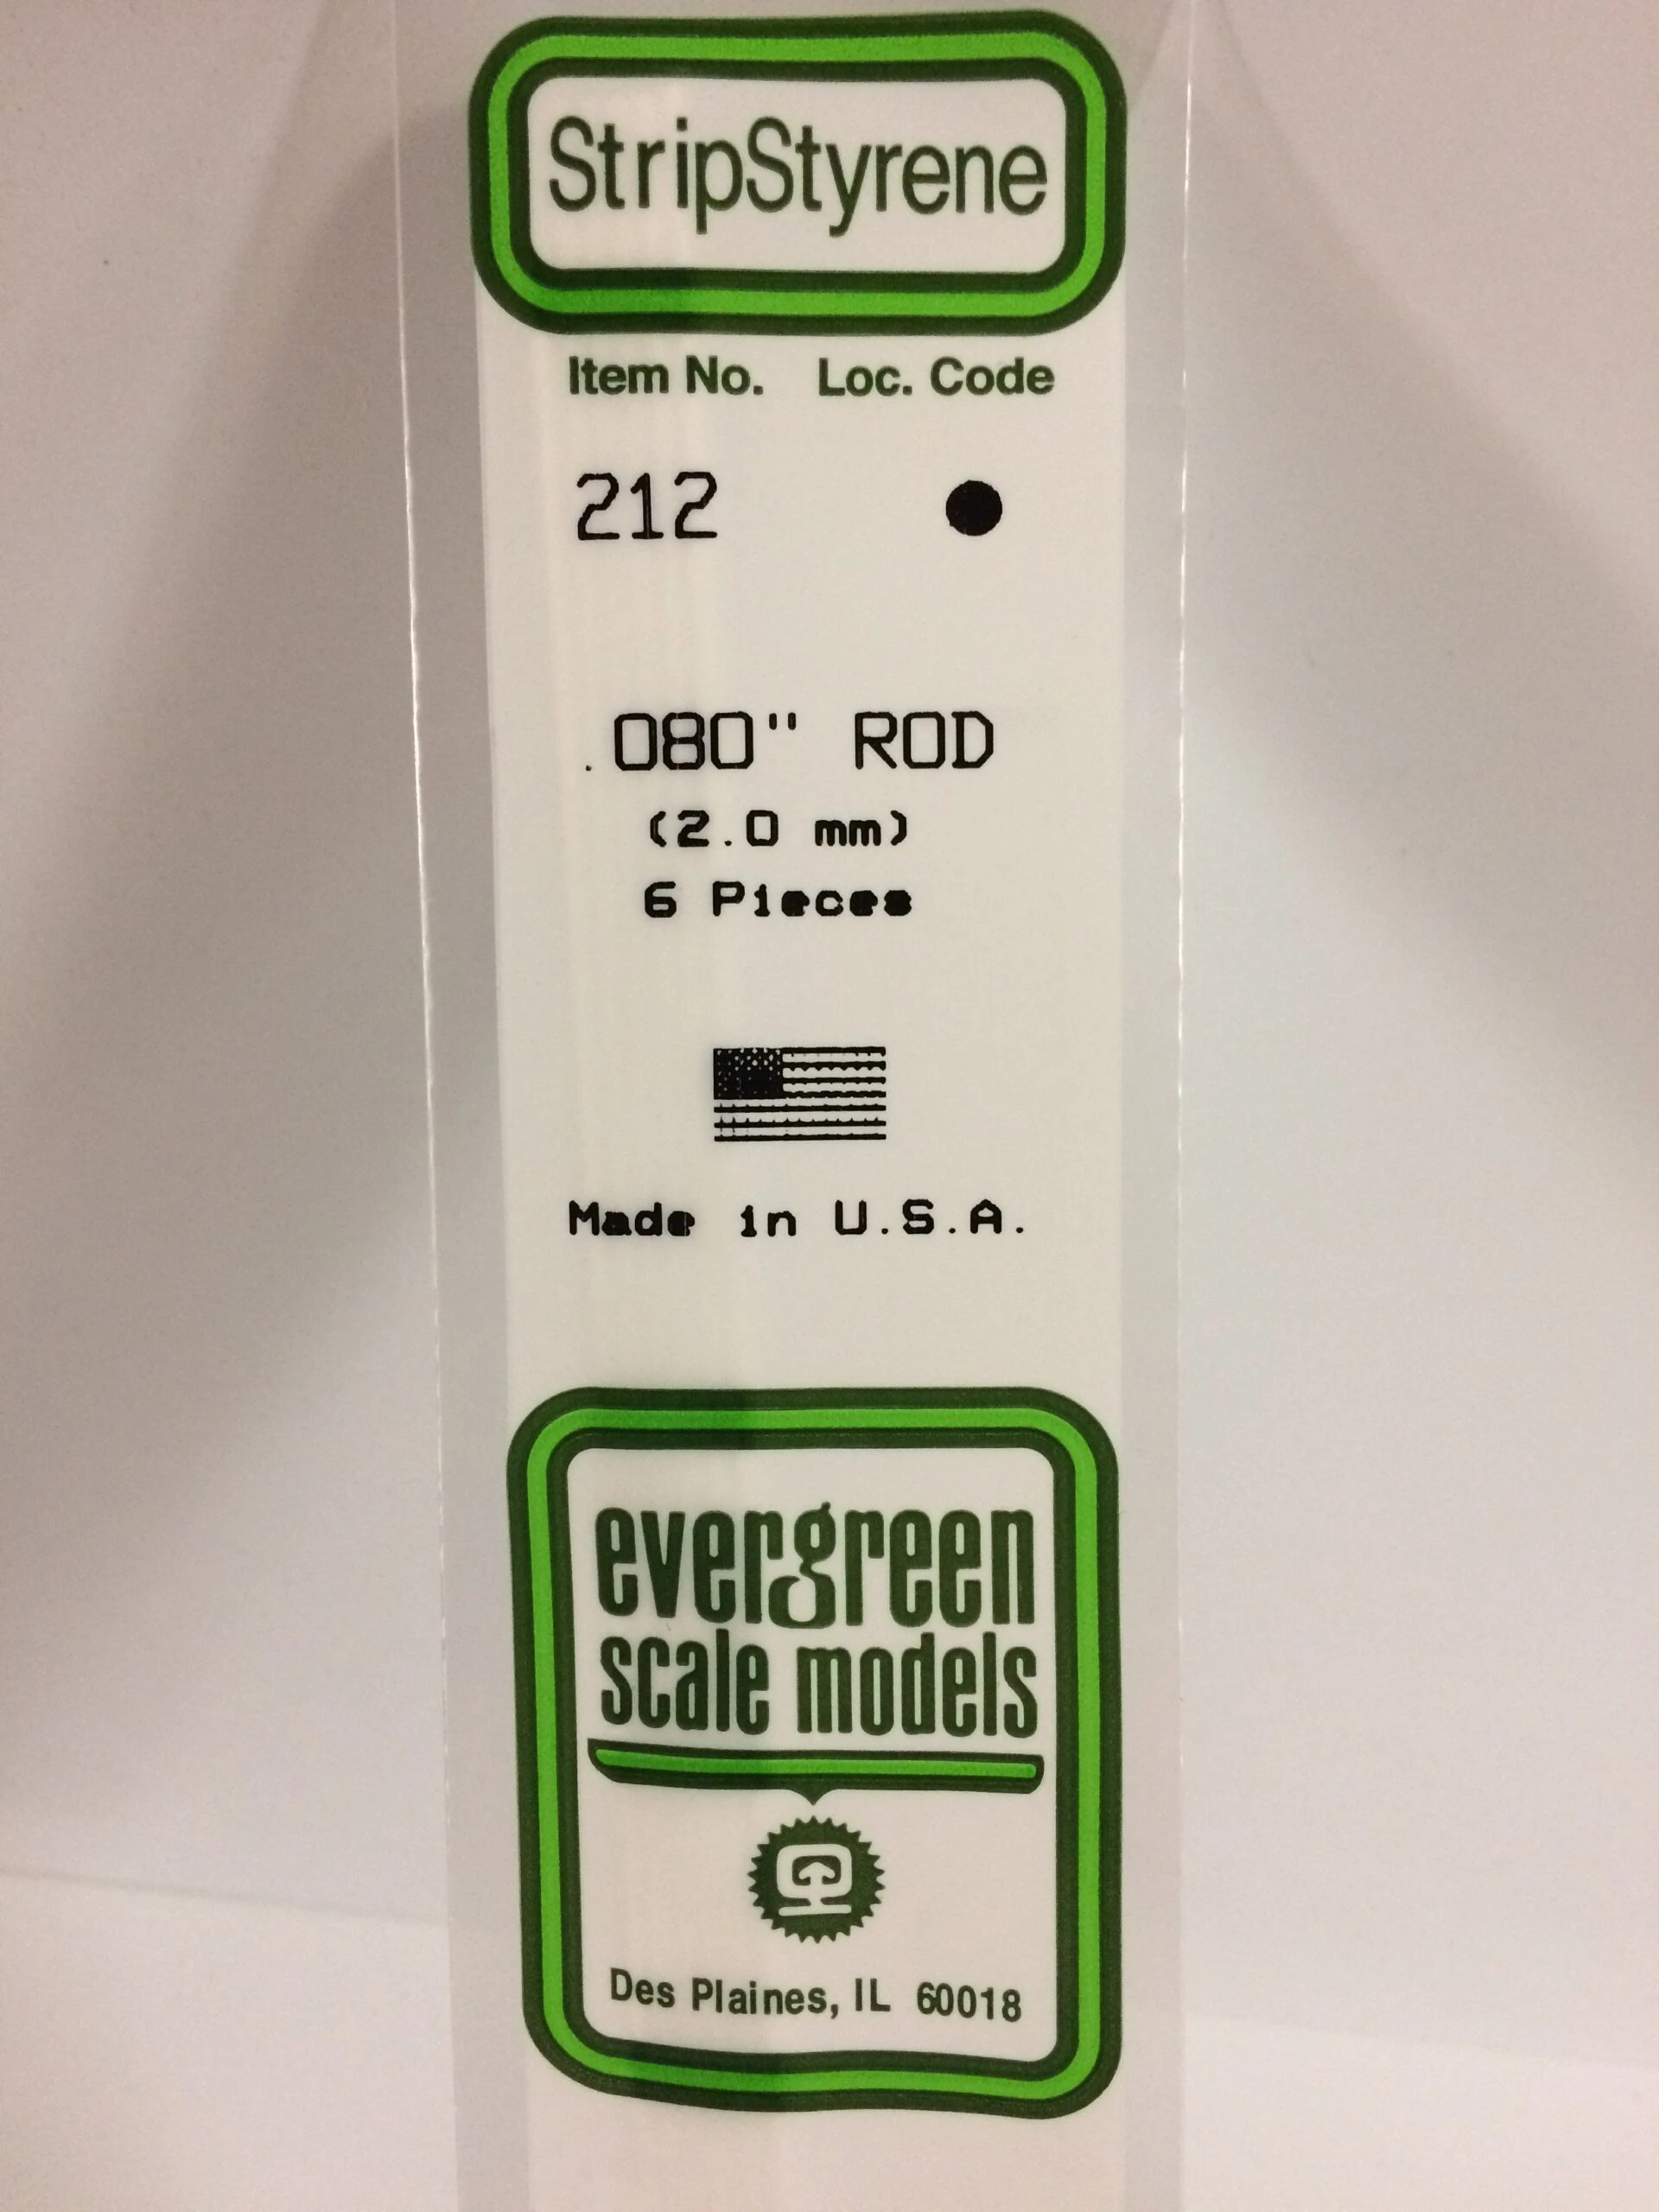 StripStyrene
Item No. Loc. Code
212
.080" ROD
(2.0 mm)
6 Pieces
Made in U.S.A.
evergreen
scale models
Des Plaines, IL 60018